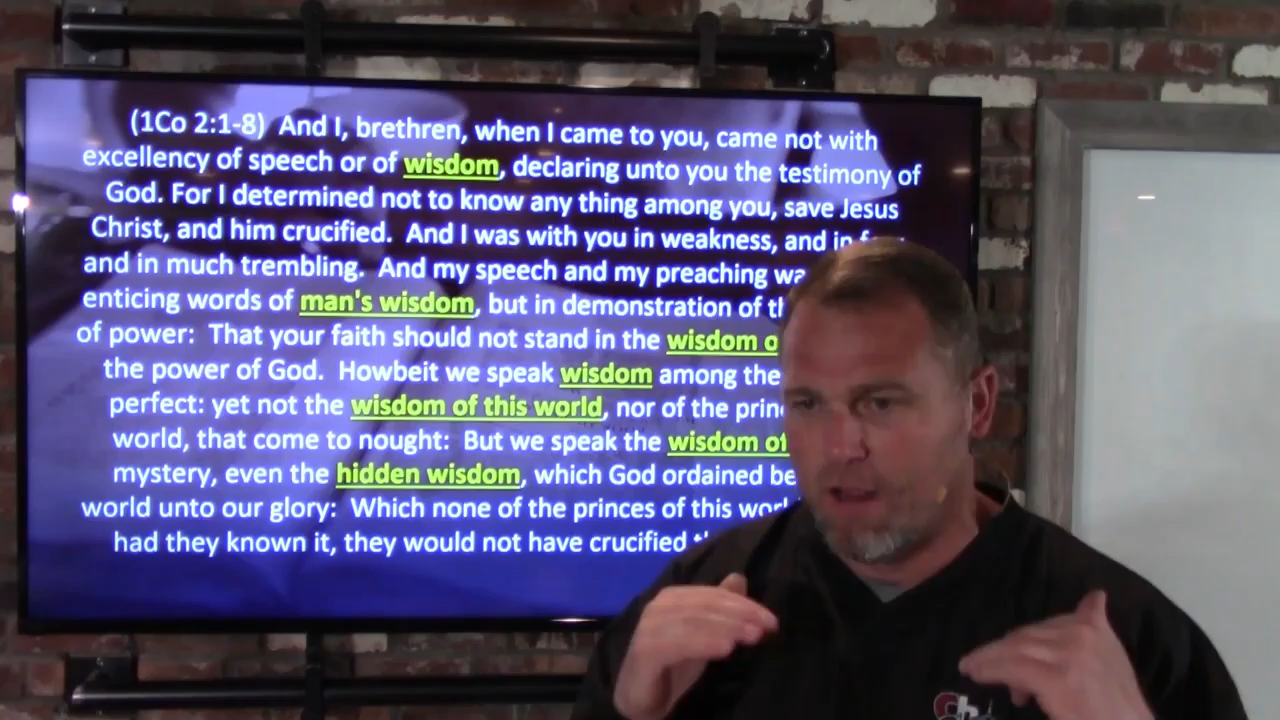 (1Co 2:1-8) And I, brethren, when I came to you, came not with
excellency of speech or of wisdom, declaring unto you the testimony of
God. For I determined not to know any thing among you, save Jesus
Christ, and him crucified. And I was with you in weakness, and in
and in much trembling. And my speech and my preaching
enticing words of man's wisdom, but in demonstration of
of power: That your faith should not stand in the wisdom
the power of God. Howbeit we speak wisdom among
perfect: yet not the wisdom of this world, nor of the
world, that come to nought: But we speak the wisdom of
mystery, even the hidden wisdom, which God ordained
world unto our glory: Which none of the princes of this
had they known it, they would not have crucified